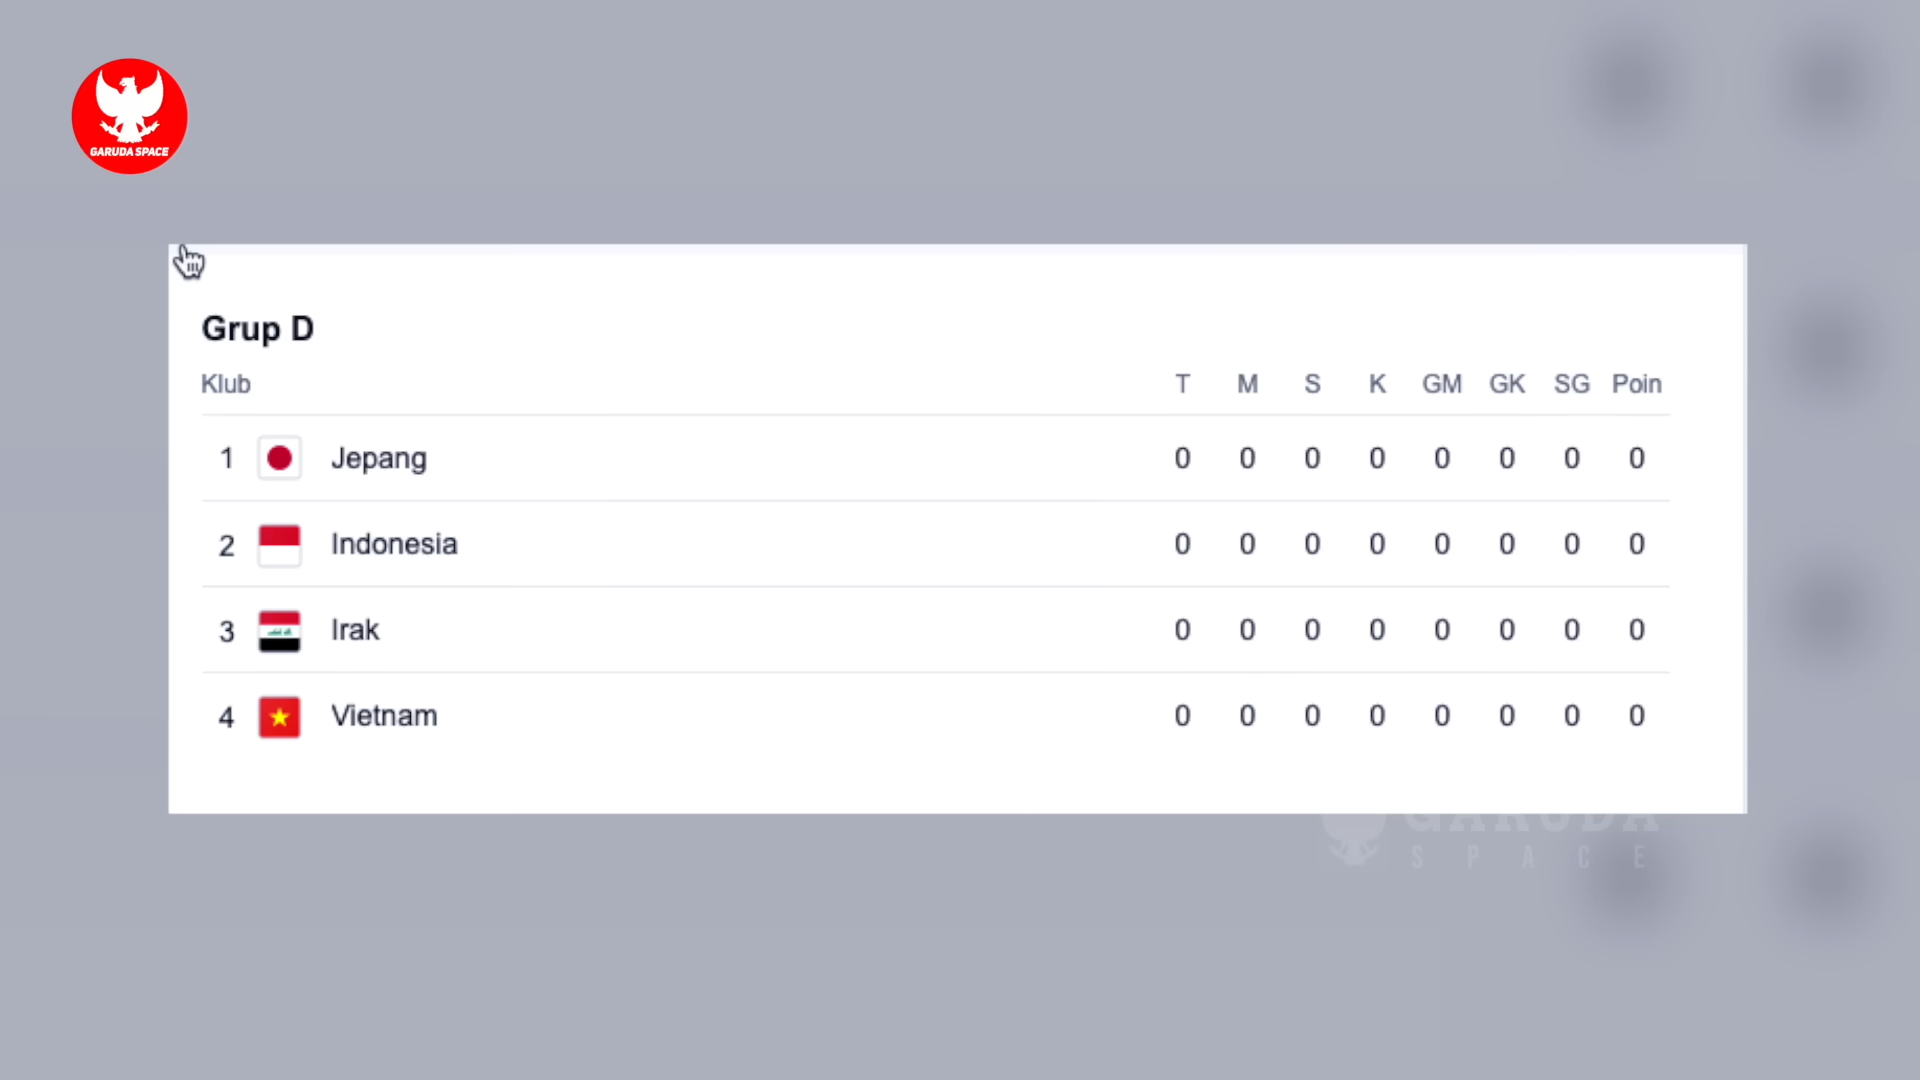 GARUDA SPACE
Grup D
Klub T M S K GM GK SG Poin
1 Jepang 0 0 0 0 0 0 0 0
2 Indonesia 0 0 0 0 0 0 0 0
3 Irak 0 0 0 0 0 0 0 0
4 Vietnam 0 0 0 0 0 0 0 0
GARUDA
SPACE